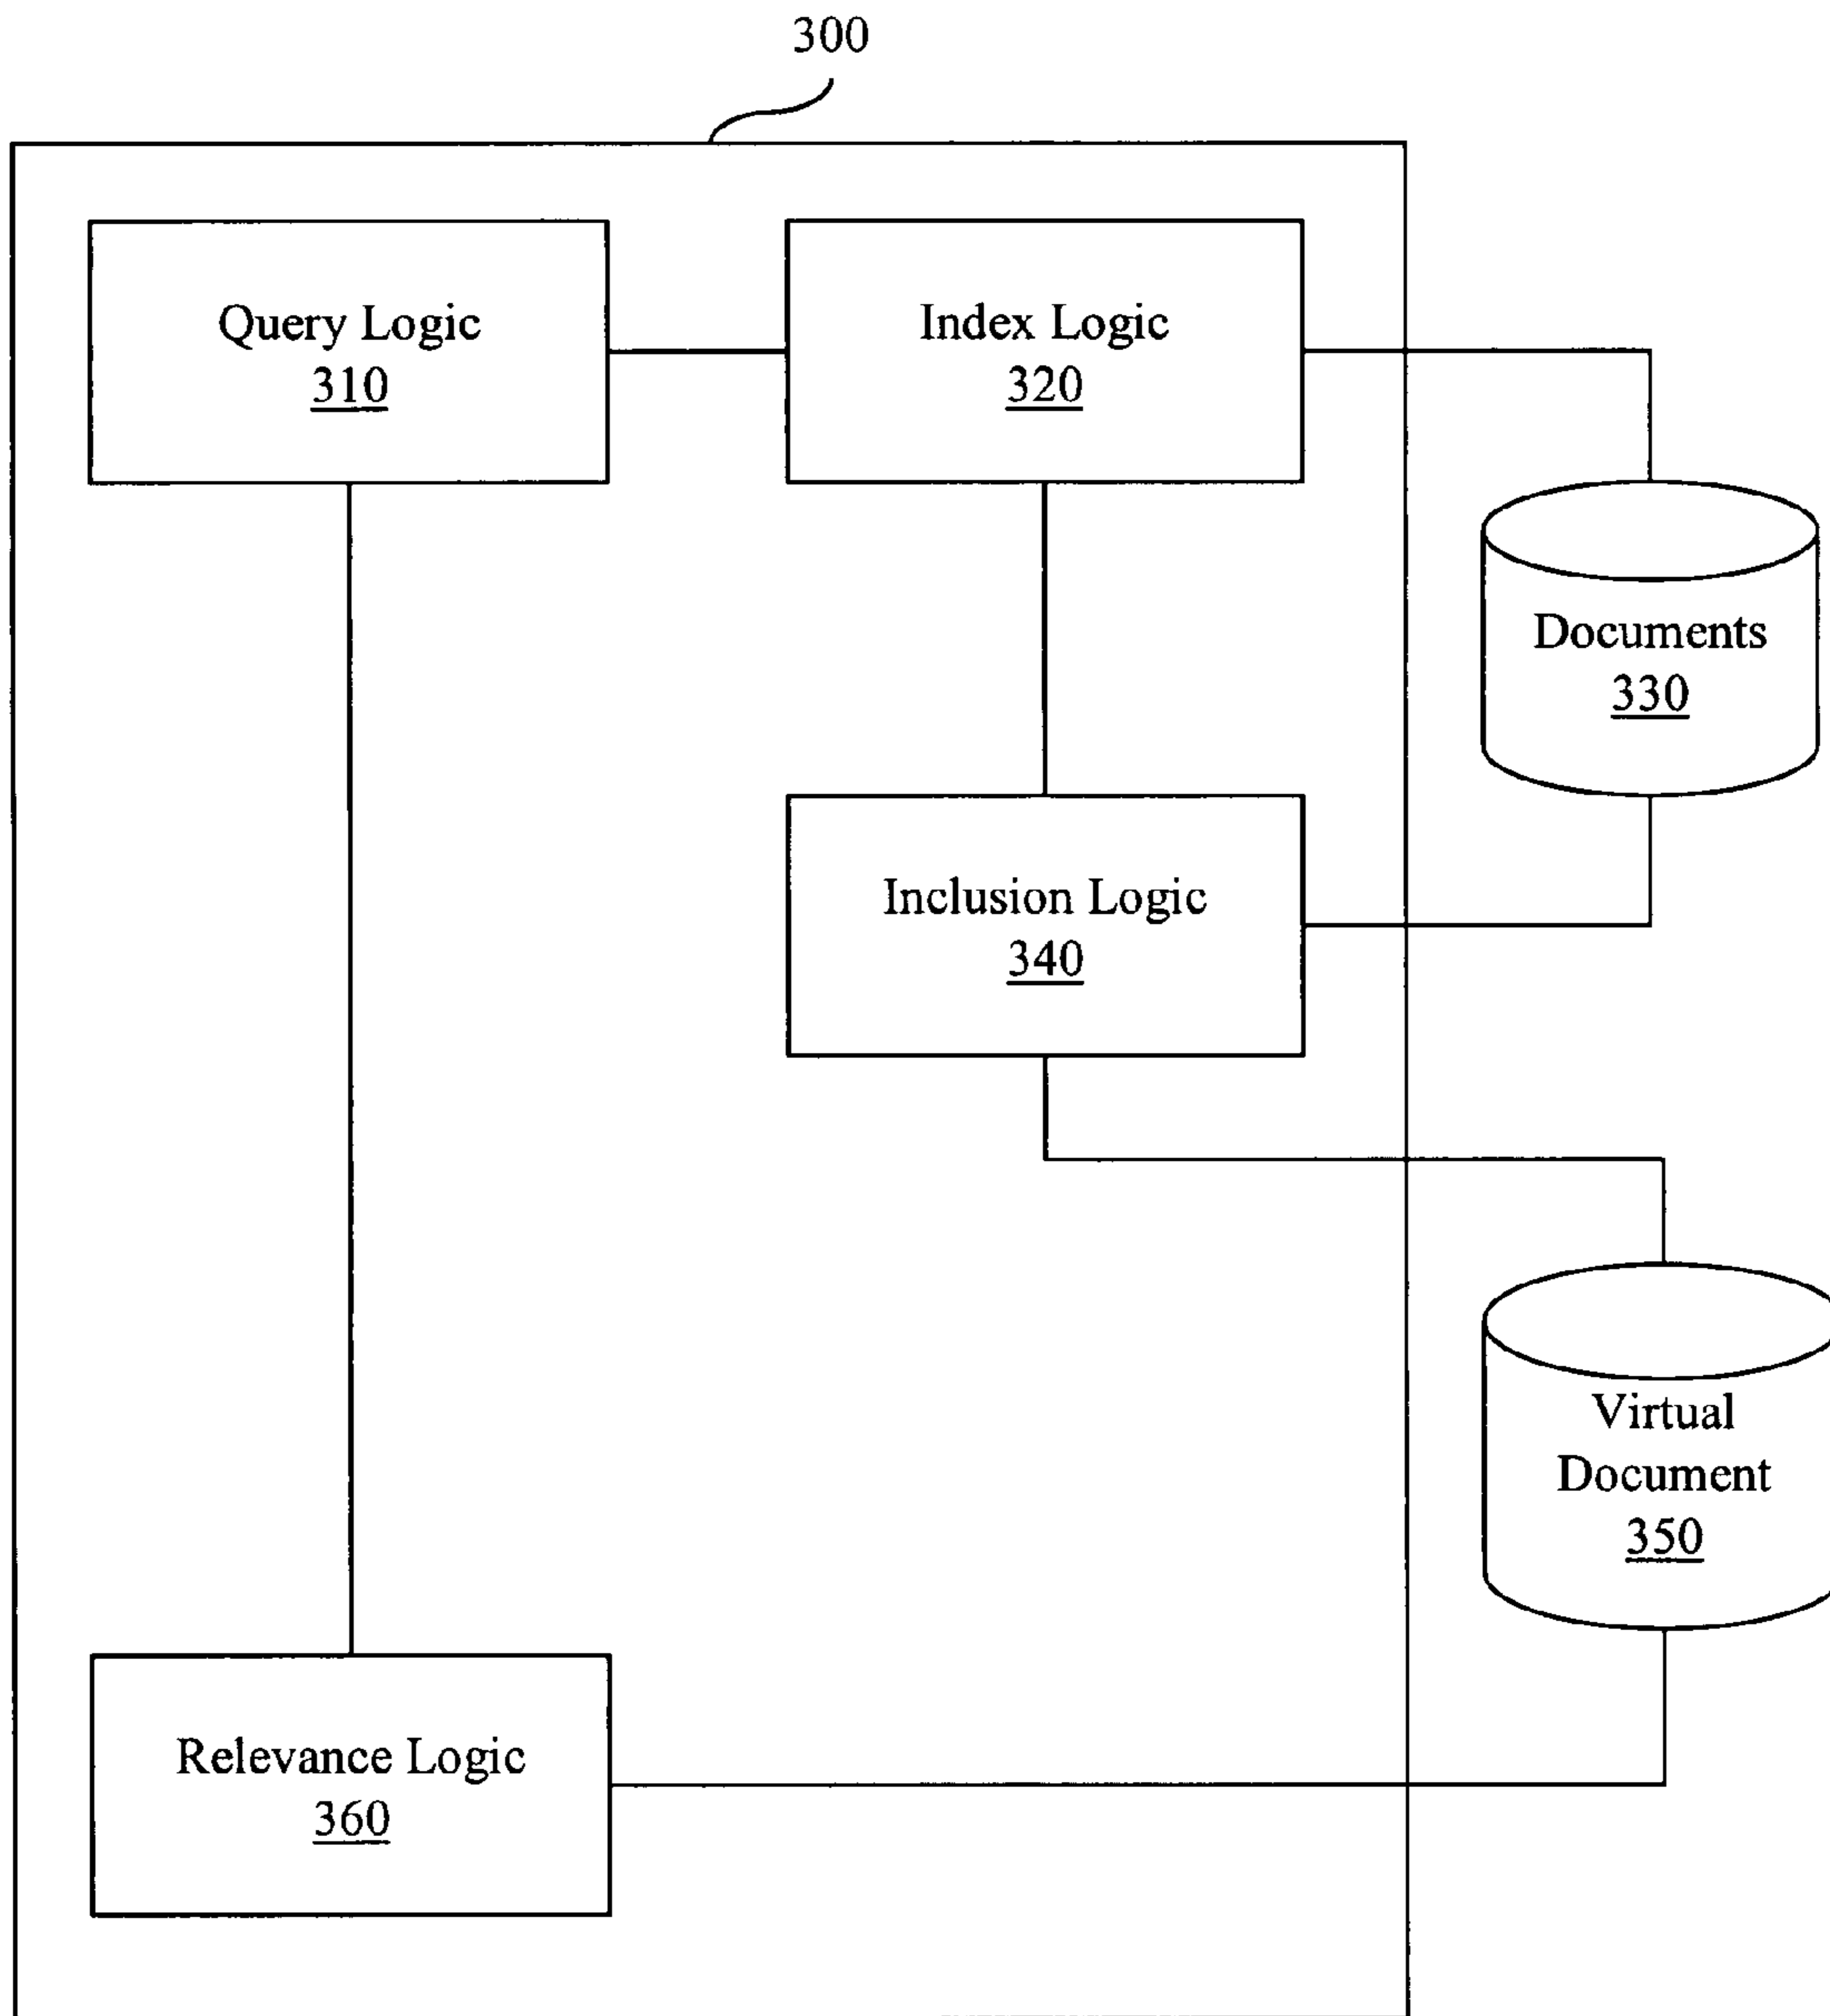 300
Query Logic
310
Index Logic
320
Documents
330
Inclusion Logic
340
Virtual
Document
350
Relevance Logic
360